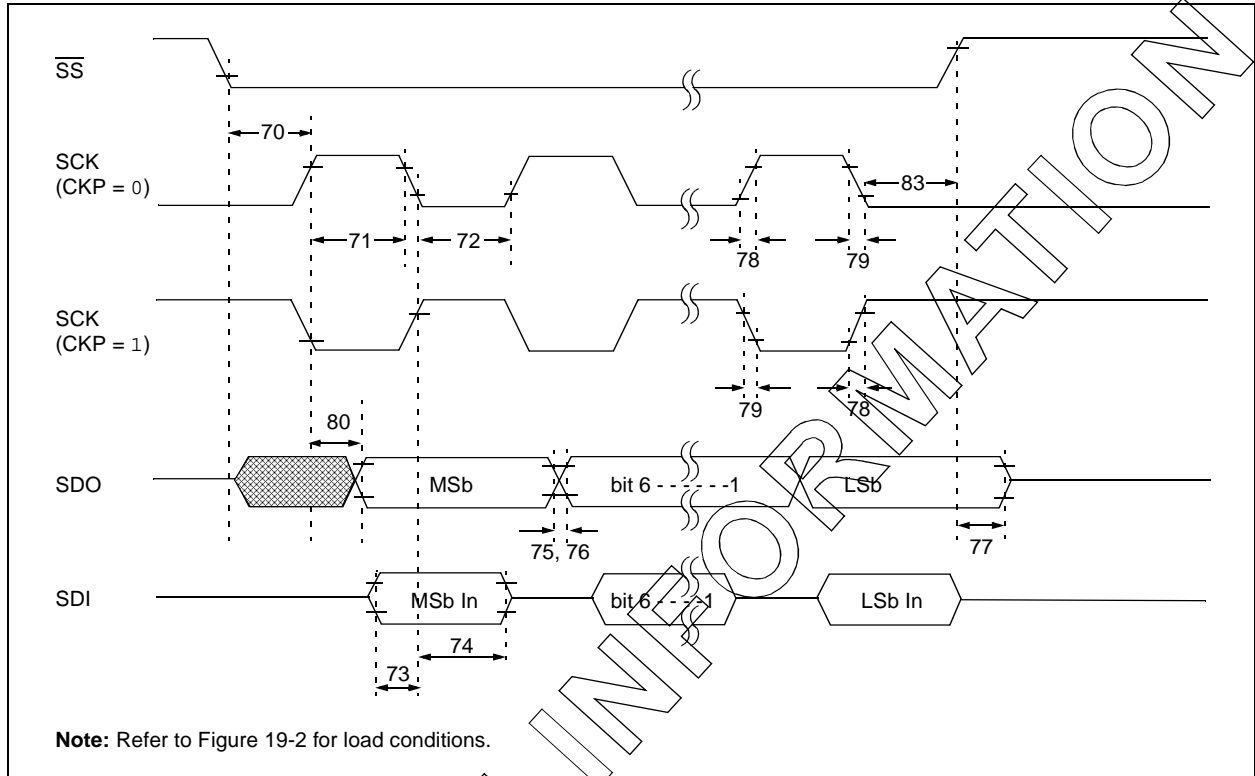 SS
70
SCK
(CKP = 0)
83
71
72
78
79
SCK
(CKP = 1)
79
78
80
SDO
MSb
bit 6 - - - - - -1
LSb
75, 76
77
SDI
MSb In
bit 6 - - - - -1
LSb In
74
73
Note: Refer to Figure 19-2 for load conditions.
INFORMATION